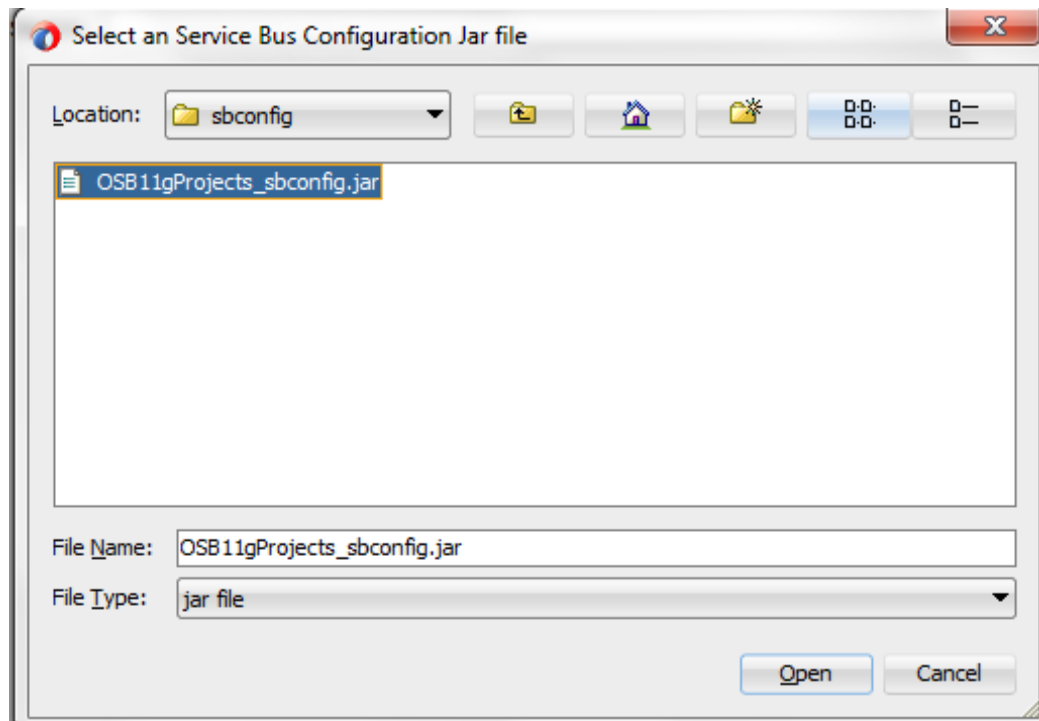 Select an Service Bus Configuration Jar file
Location: sbconfig
OSB11gProjects_sbconfig.jar
File Name: OSB11gProjects_sbconfig.jar
File Type: jar file
Open Cancel